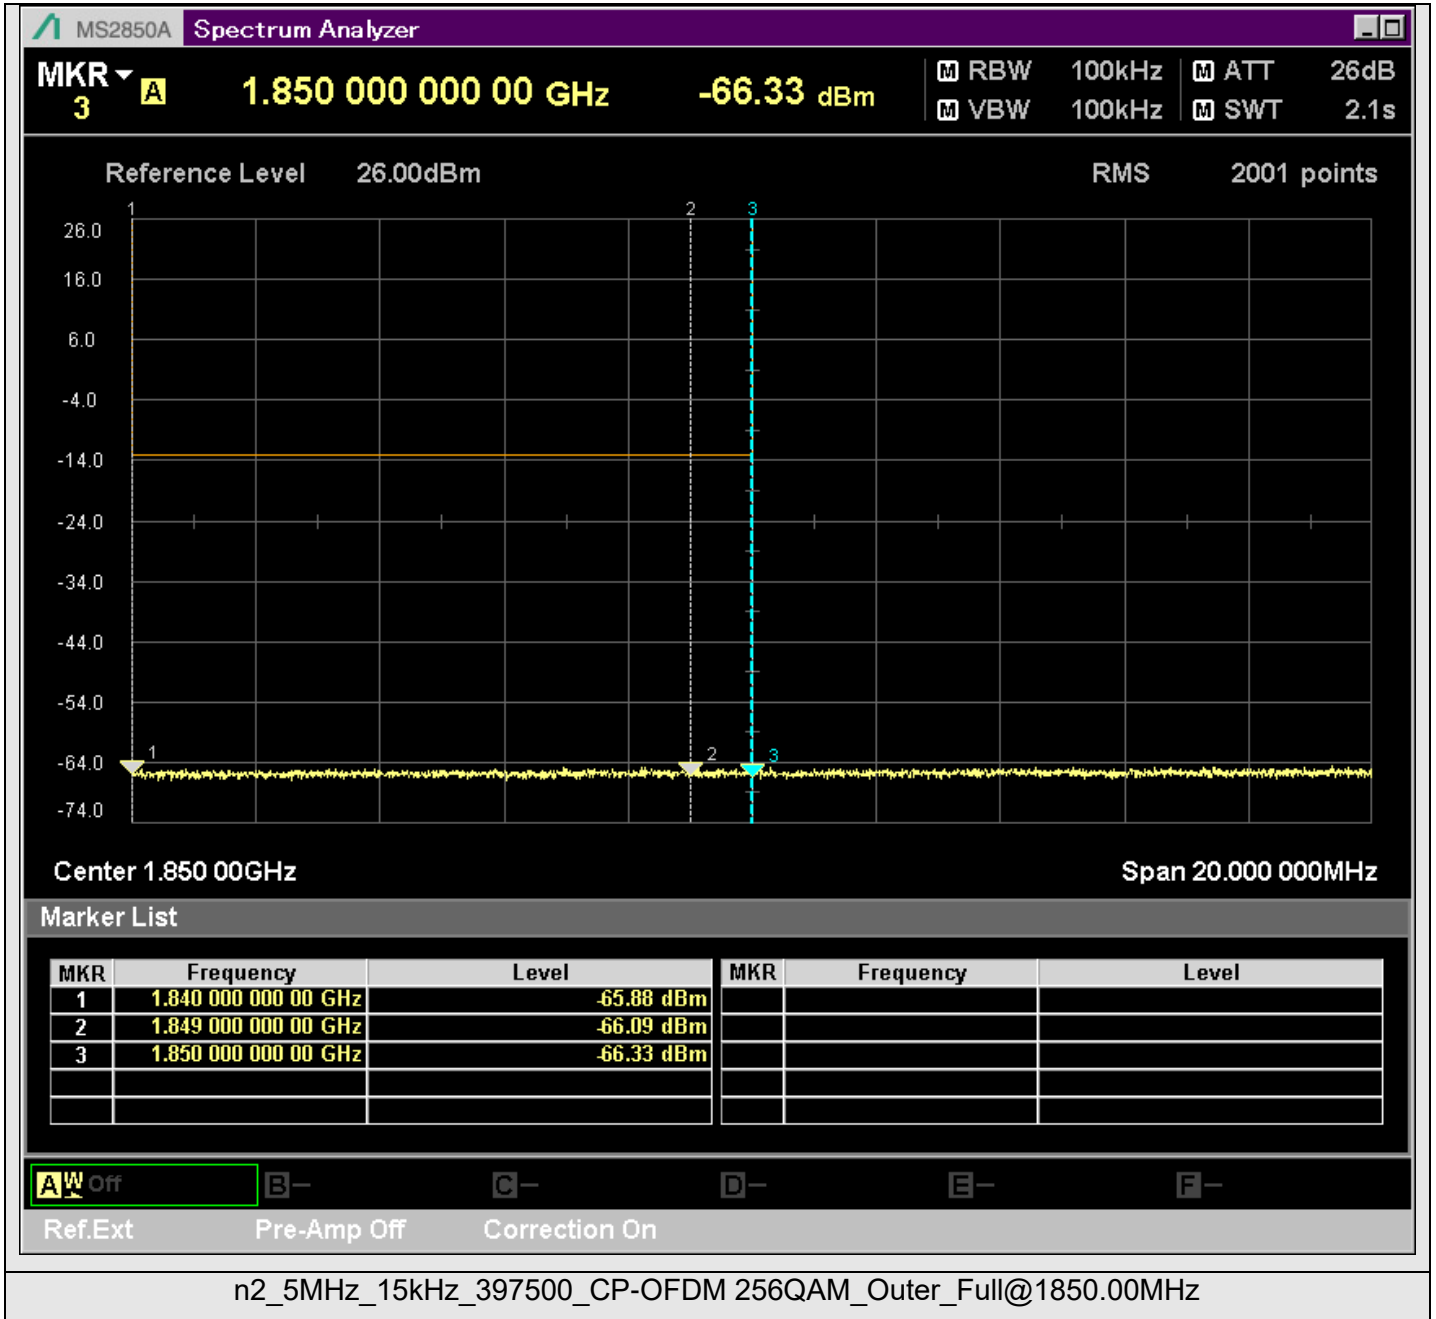 MS2850A Spectrum Analyzer
MKR 3 A 1.850 000 000 00 GHz -66.33 dBm
M RBW 100kHz M ATT 26dB
M VBW 100kHz M SWT 2.1s
Reference Level 26.00dBm RMS 2001 points
1 2 3
26.0
16.0
6.0
-4.0
-14.0
-24.0
-34.0
-44.0
-54.0
-64.0
1 2 3
-74.0
Center 1.850 00GHz Span 20.000 000MHz
Marker List
MKR Frequency Level MKR Frequency Level
1 1.840 000 000 00 GHz -65.88 dBm
2 1.849 000 000 00 GHz -66.09 dBm
3 1.850 000 000 00 GHz -66.33 dBm
A W Off B – C – D – E – F –
Ref.Ext Pre-Amp Off Correction On
n2_5MHz_15kHz_397500_CP-OFDM 256QAM_Outer_Full@1850.00MHz